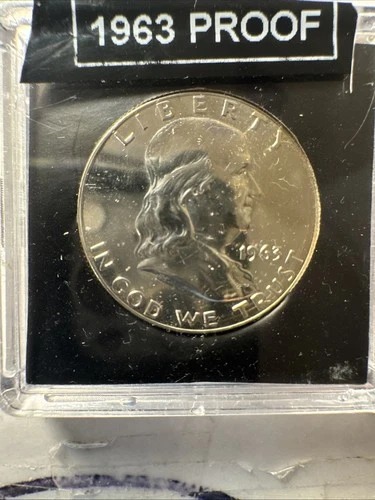 1963 PROOF
LIBERTY
1963
IN GOD WE TRUST